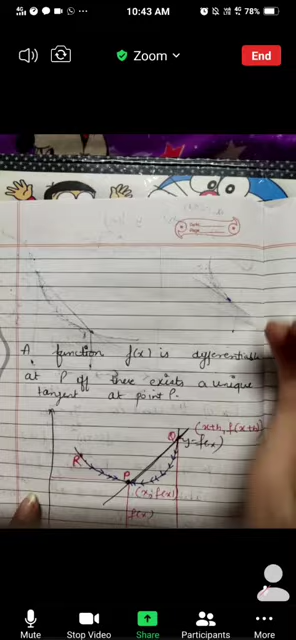 10:43 AM
78%
Zoom
End
A function f(x) is differentiable
at P iff there exists a unique
tangent at point P.
(x+h, f(x+h))
Q
y=f(x)
R
P
(x, f(x))
f(x)
Mute
Stop Video
Share
Participants
More